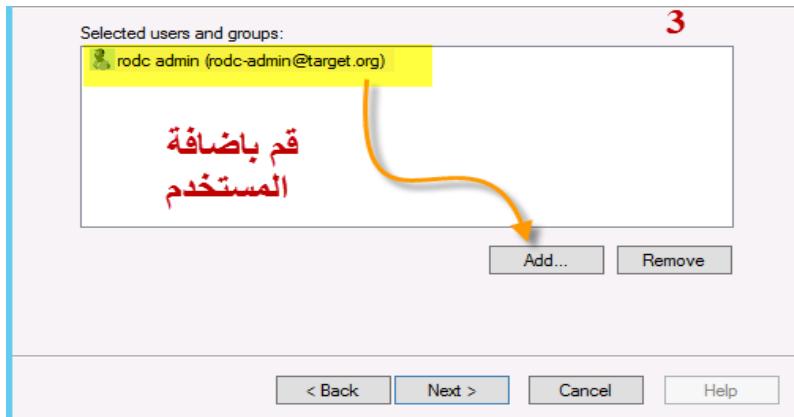 3
Selected users and groups:
rodc admin (rodc-admin@target.org)
قم باضافة
المستخدم
Add... Remove
< Back Next > Cancel Help